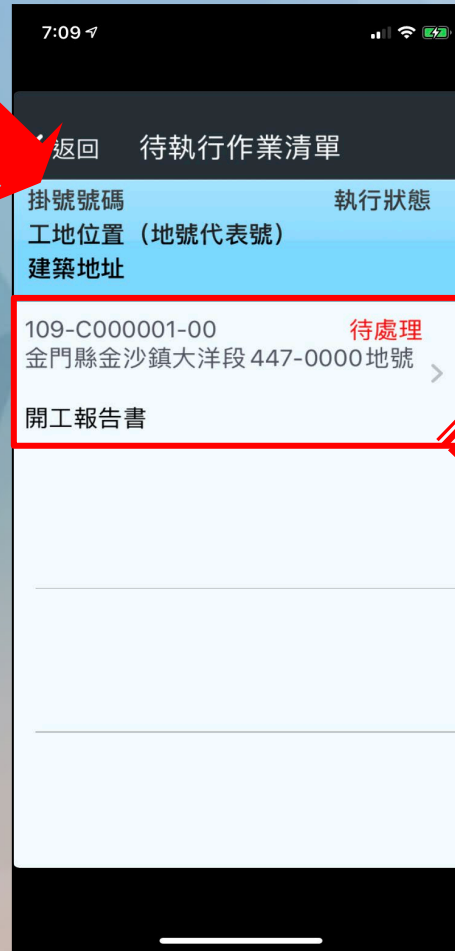 7:09
返回 待執行作業清單
掛號號碼 執行狀態
工地位置（地號代表號）
建築地址
109-C000001-00 待處理
金門縣金沙鎮大洋段 447-0000地號
開工報告書